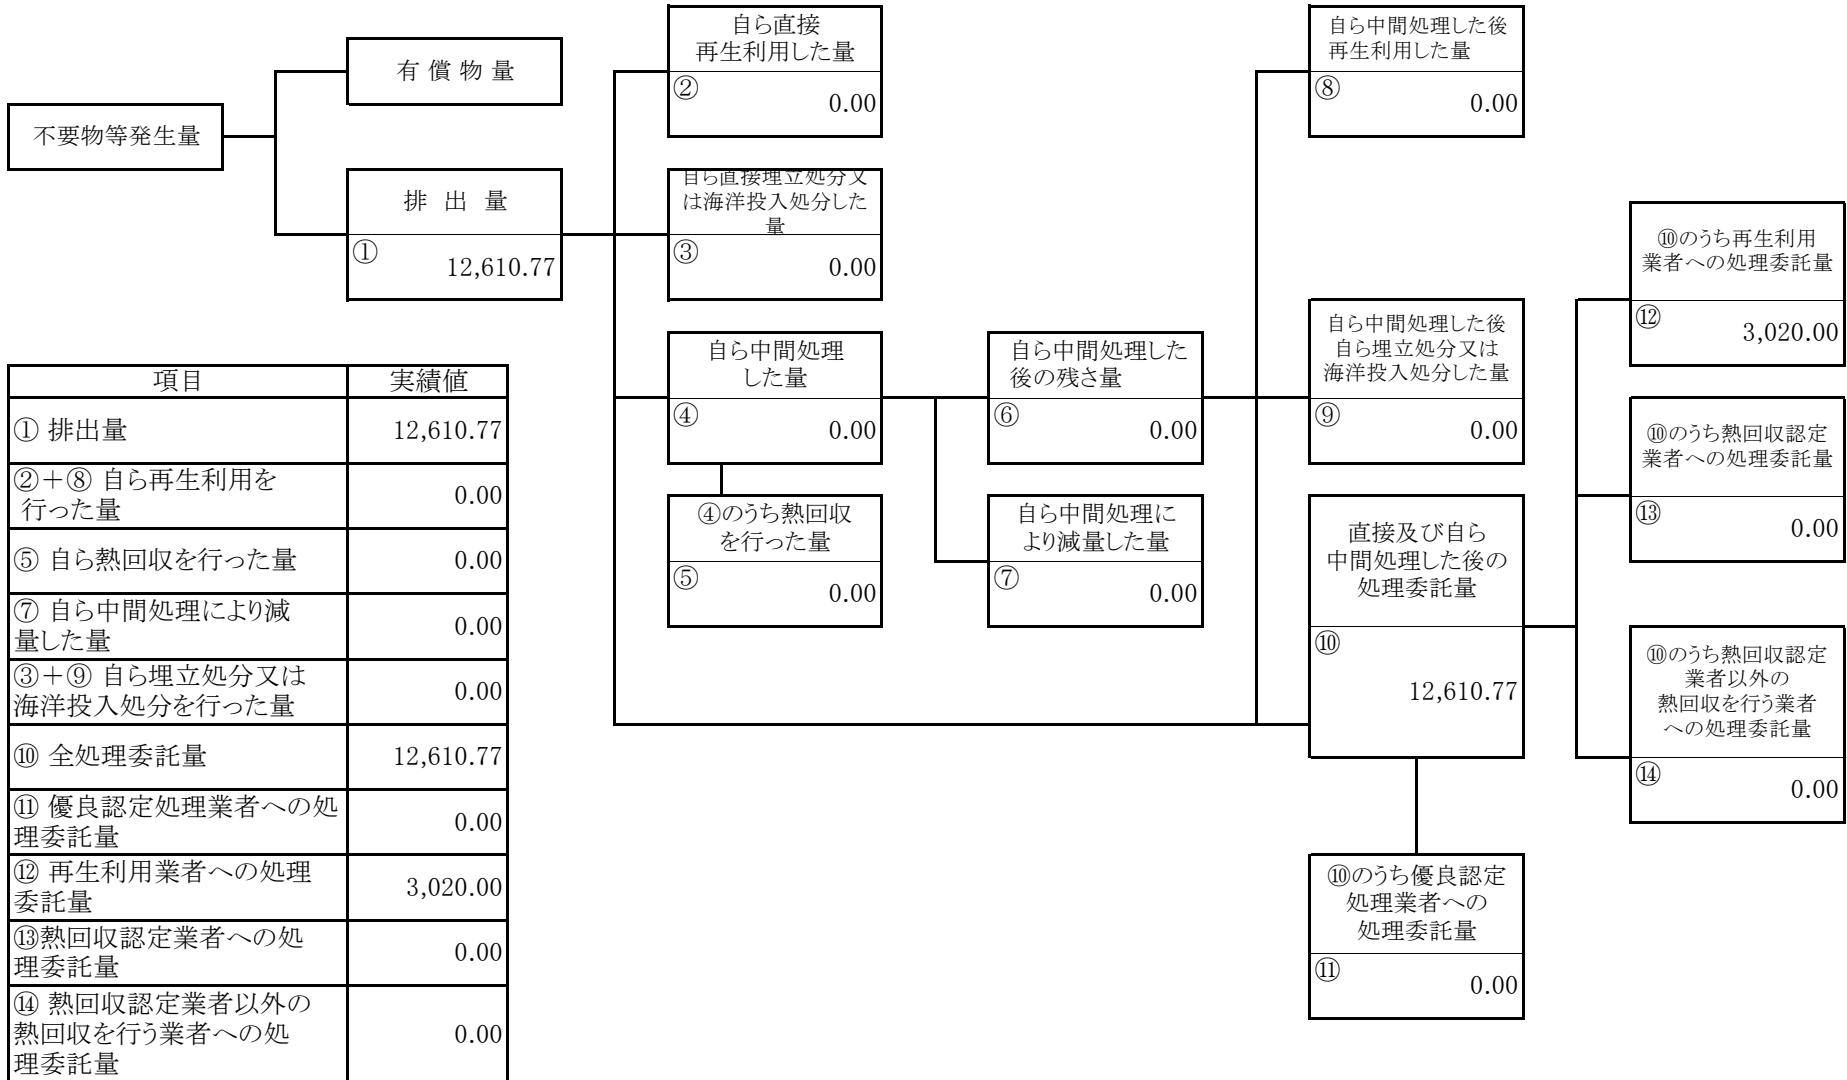 不要物等発生量
有 償 物 量
排 出 量
①
12,610.77
自ら直接
再生利用した量
②
0.00
自ら直接埋立処分又
は海洋投入処分した
量
③
0.00
自ら中間処理
した量
④
0.00
④のうち熱回収
を行った量
⑤
0.00
自ら中間処理した
後の残さ量
⑥
0.00
自ら中間処理に
より減量した量
⑦
0.00
自ら中間処理した後
再生利用した量
⑧
0.00
自ら中間処理した後
自ら埋立処分又は
海洋投入処分した量
⑨
0.00
直接及び自ら
中間処理した後の
処理委託量
⑩
12,610.77
⑩のうち優良認定
処理業者への
処理委託量
⑪
0.00
⑩のうち再生利用
業者への処理委託量
⑫
3,020.00
⑩のうち熱回収認定
業者への処理委託量
⑬
0.00
⑩のうち熱回収認定
業者以外の
熱回収を行う業者
への処理委託量
⑭
0.00
項目 実績値
① 排出量 12,610.77
②＋⑧ 自ら再生利用を
行った量 0.00
⑤ 自ら熱回収を行った量 0.00
⑦ 自ら中間処理により減
量した量 0.00
③＋⑨ 自ら埋立処分又は
海洋投入処分を行った量 0.00
⑩ 全処理委託量 12,610.77
⑪ 優良認定処理業者への処
理委託量 0.00
⑫ 再生利用業者への処理
委託量 3,020.00
⑬熱回収認定業者への処
理委託量 0.00
⑭ 熱回収認定業者以外の
熱回収を行う業者への処
理委託量 0.00